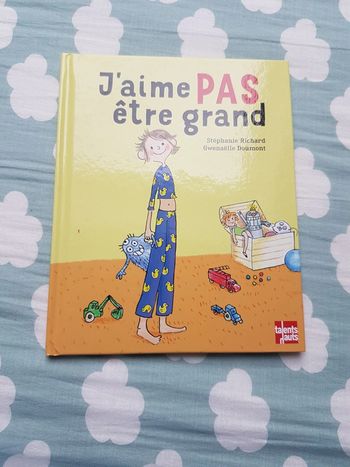 J'aime PAS
être grand
Stéphanie Richard
Gwenaëlle Doumont
talents
hauts